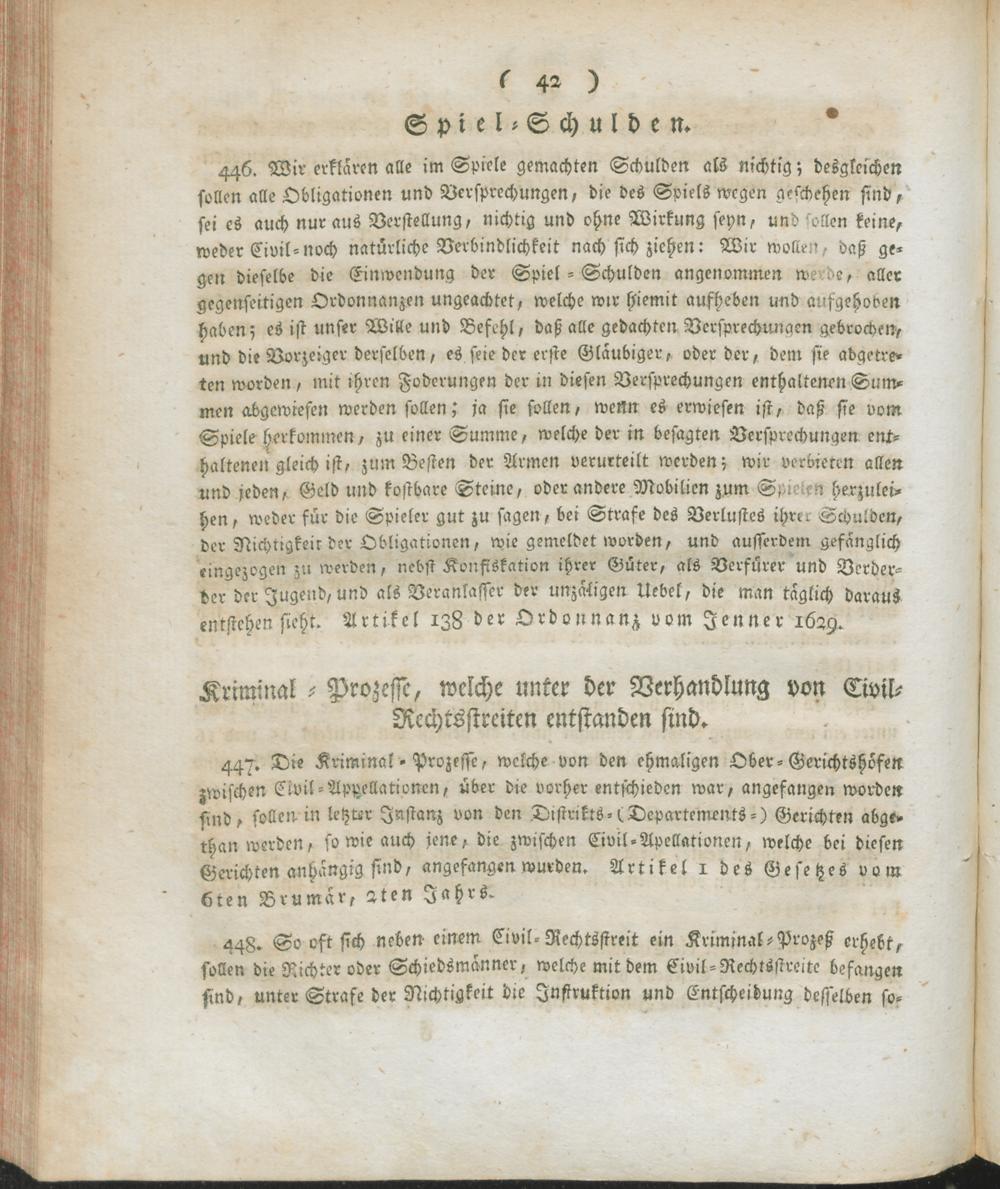 ( 42 )
Spiel-Schulden.
446. Wir erklären alle im Spiele gemachten Schulden als nichtig; desgleichen
sollen alle Obligationen und Versprechungen, die des Spiels wegen geschehen sind,
sei es auch nur aus Verstellung, nichtig und ohne Wirkung seyn, und sollen keine,
weder Civil-noch natürliche Verbindlichkeit nach sich ziehen: Wir wollen, daß ge-
gen dieselbe die Einwendung der Spiel-Schulden angenommen werde, aller
gegenseitigen Ordonnanzen ungeachtet, welche wir hiemit aufheben und aufgehoben
haben; es ist unser Wille und Befehl, daß alle gedachten Versprechungen gebrochen,
und die Vorzeiger derselben, es seie der erste Gläubiger, oder der, dem sie abgetre-
ten worden, mit ihren Foderungen der in diesen Versprechungen enthaltenen Sum-
men abgewiesen werden sollen; ja sie sollen, wenn es erwiesen ist, daß sie vom
Spiele herkommen, zu einer Summe, welche der in besagten Versprechungen ent-
haltenen gleich ist, zum Besten der Armen verurteilt werden; wir verbieten allen
und jeden, Geld und kostbare Steine, oder andere Mobilien zum Spielen herzulei-
hen, weder für die Spieler gut zu sagen, bei Strafe des Verlustes ihrer Schulden,
der Nichtigkeit der Obligationen, wie gemeldet worden, und ausserdem gefänglich
eingezogen zu werden, nebst Konfiskation ihrer Güter, als Verfürer und Verder-
ber der Jugend, und als Veranlasser der unzäligen Uebel, die man täglich daraus
entstehen sieht. Artikel 138 der Ordonnanz vom Jenner 1629.
Kriminal-Prozesse, welche unter der Verhandlung von Civil-
Rechtsstreiten entstanden sind.
447. Die Kriminal-Prozesse, welche von den ehmaligen Ober-Gerichtshöfen
zwischen Civil-Appellationen, über die vorher entschieden war, angefangen worden
sind, sollen in letzter Instanz von den Distrikts-(Departements-) Gerichten abge-
than werden, so wie auch jene, die zwischen Civil-Apellationen, welche bei diesen
Gerichten anhängig sind, angefangen wurden. Artikel 1 des Gesetzes vom
6ten Brumär, 2ten Jahrs.
448. So oft sich neben einem Civil-Rechtsstreit ein Kriminal-Prozeß erhebt,
sollen die Richter oder Schiedsmänner, welche mit dem Civil-Rechtsstreite befangen
sind, unter Strafe der Nichtigkeit die Instruktion und Entscheidung desselben so-